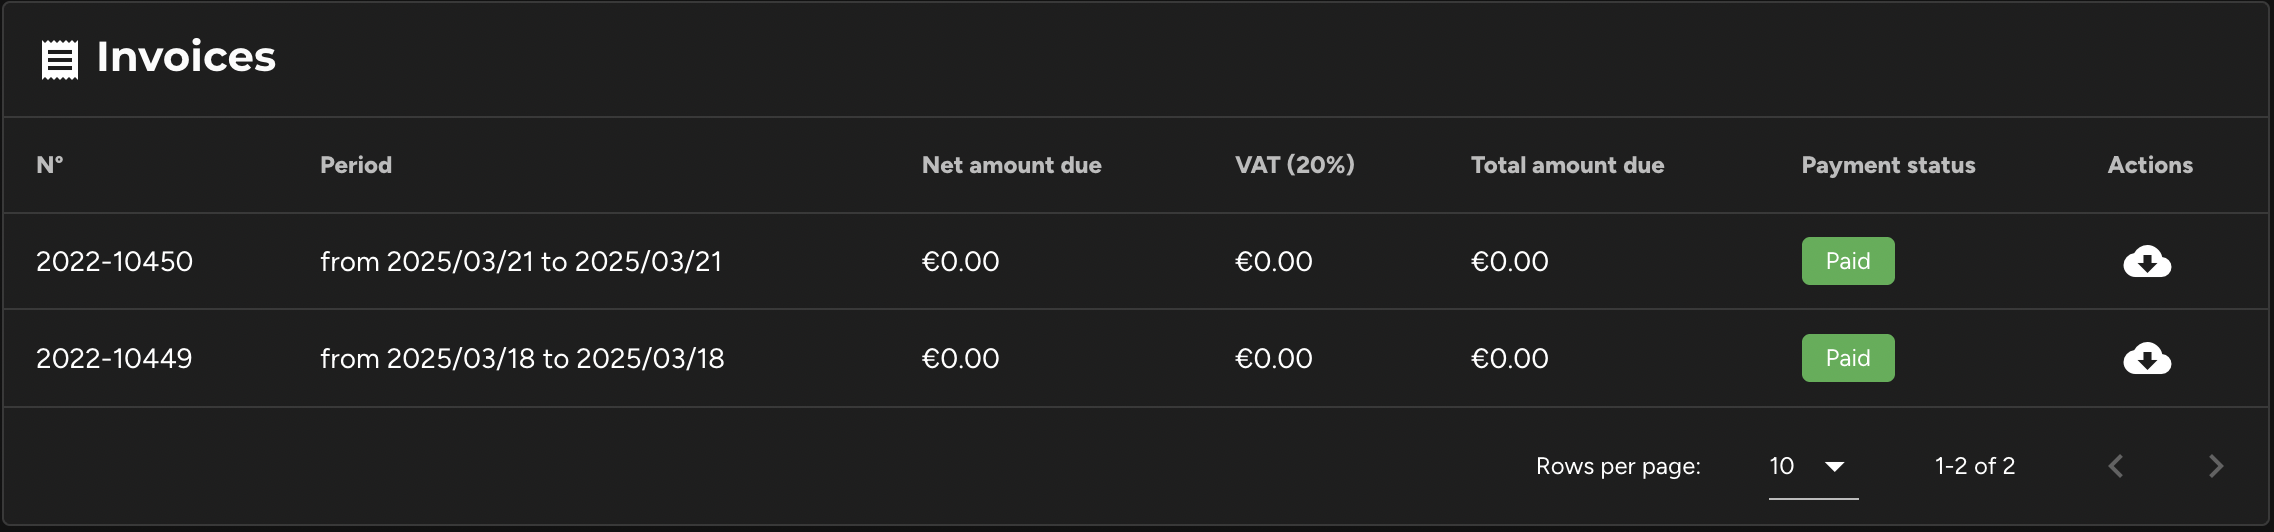 Invoices
N° Period Net amount due VAT (20%) Total amount due Payment status Actions
2022-10450 from 2025/03/21 to 2025/03/21 €0.00 €0.00 €0.00 Paid
2022-10449 from 2025/03/18 to 2025/03/18 €0.00 €0.00 €0.00 Paid
Rows per page: 10 1-2 of 2